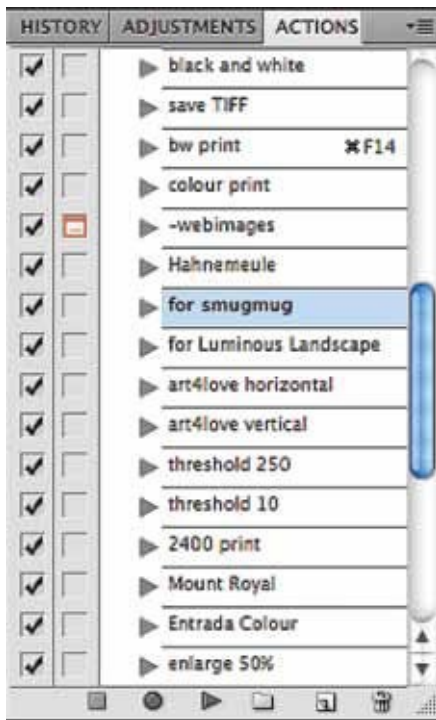 HISTORY ADJUSTMENTS ACTIONS
black and white
save TIFF
bw print ⌘F14
colour print
-webimages
Hahnemeule
for smugmug
for Luminous Landscape
art4love horizontal
art4love vertical
threshold 250
threshold 10
2400 print
Mount Royal
Entrada Colour
enlarge 50%